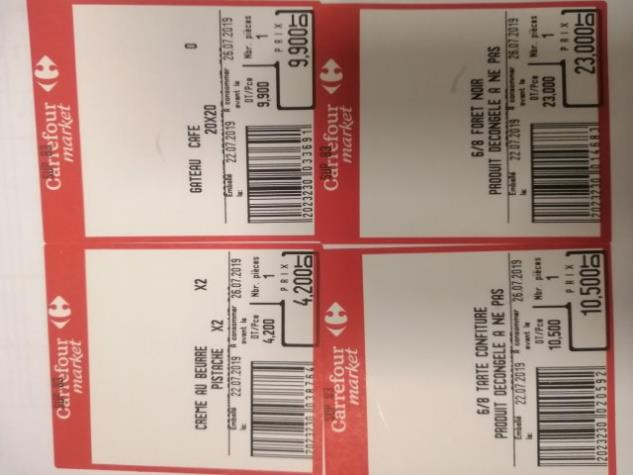 Carrefour
market
GATEAU CAFE 0
20X20
Emballé le: 22.07.2019 A consommer avant le 26.07.2019
DT/Pce Nbr. pièces
9,900 1
PRIX
9,900DT
2023230 033691
Carrefour
market
6/8 FORET NOIR
PRODUIT DECONGELE A NE PAS
Emballé le: 22.07.2019 A consommer avant le 26.07.2019
DT/Pce Nbr. pièces
23,000 1
PRIX
23,000DT
2023230 014681
Carrefour
market
CREME AU BEURRE X2
PISTACHE X2
Emballé le: 22.07.2019 A consommer avant le 26.07.2019
DT/Pce Nbr. pièces
4,200 1
PRIX
4,200DT
Carrefour
market
6/8 TARTE CONFITURE
PRODUIT DECONGELE A NE PAS
Emballé le: 22.07.2019 A consommer avant le 26.07.2019
DT/Pce Nbr. pièces
10,500 1
PRIX
10,500DT
2023230 020592